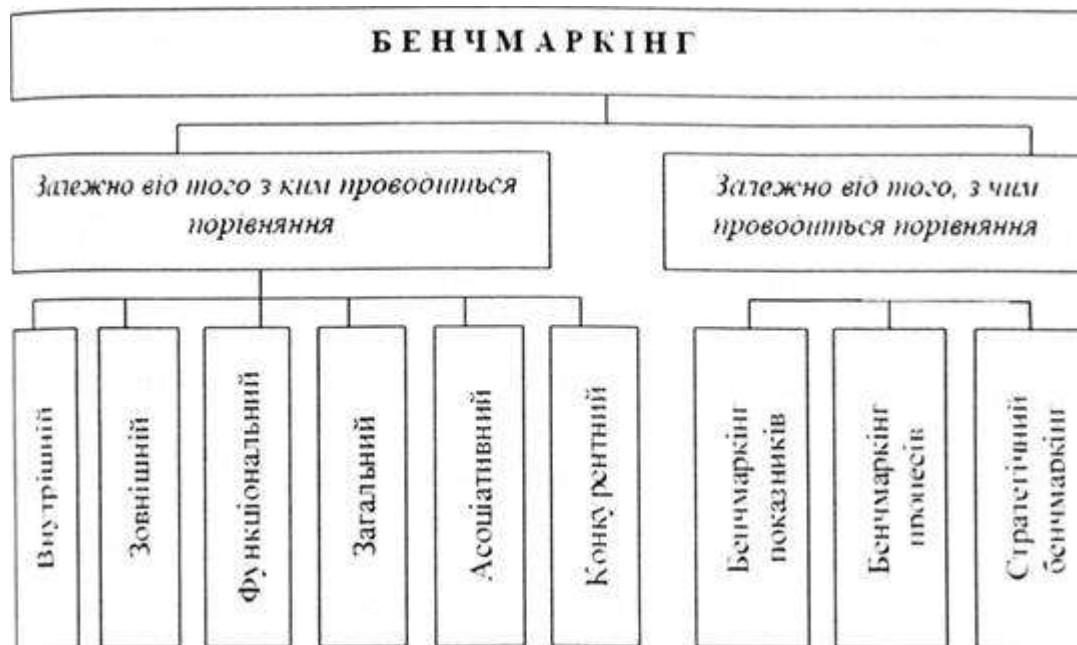 БЕНЧМАРКІНГ
Залежно від того з ким проводиться
порівняння
Залежно від того, з чим
проводиться порівняння
Внутрішній
Зовнішній
Функціональний
Загальний
Асоціативний
Конкурентний
Бенчмаркінг
показників
Бенчмаркінг
процесів
Стратегічний
бенчмаркінг